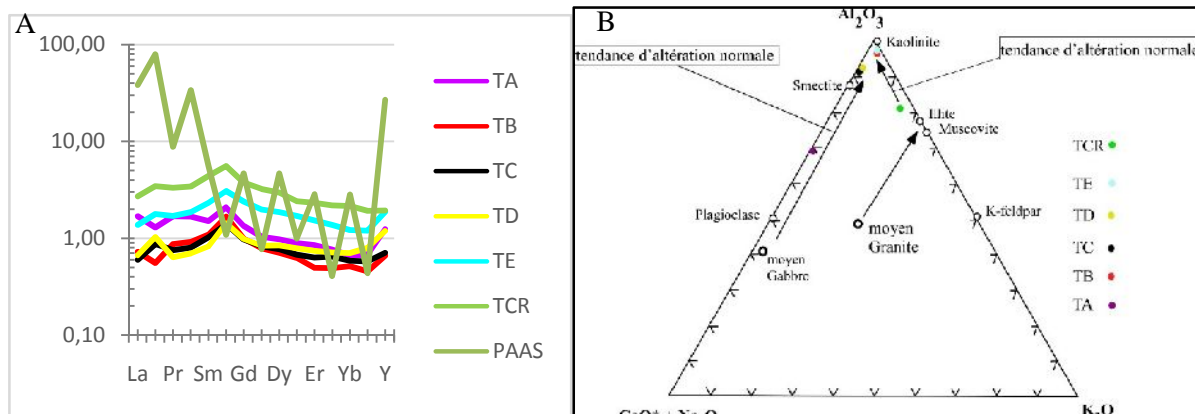 A
100,00
10,00
1,00
0,10
La Pr Sm Gd Dy Er Yb Y
TA
TB
TC
TD
TE
TCR
PAAS
B
Al2O3
Kaolinite
tendance d'altération normale
tendance d'altération normale
Smectite
Illite
Muscovite
Plagioclase
K-feldpar
moyen
Granite
moyen
Gabbro
TCR
TE
TD
TC
TB
TA
K2O